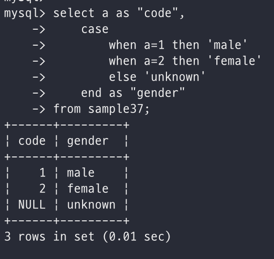 mysql> select a as "code",
    ->     case
    ->         when a=1 then 'male'
    ->         when a=2 then 'female'
    ->         else 'unknown'
    ->     end as "gender"
    -> from sample37;
+------+---------+
¦ code ¦ gender  ¦
+------+---------+
¦    1 ¦ male    ¦
¦    2 ¦ female  ¦
¦ NULL ¦ unknown ¦
+------+---------+
3 rows in set (0.01 sec)